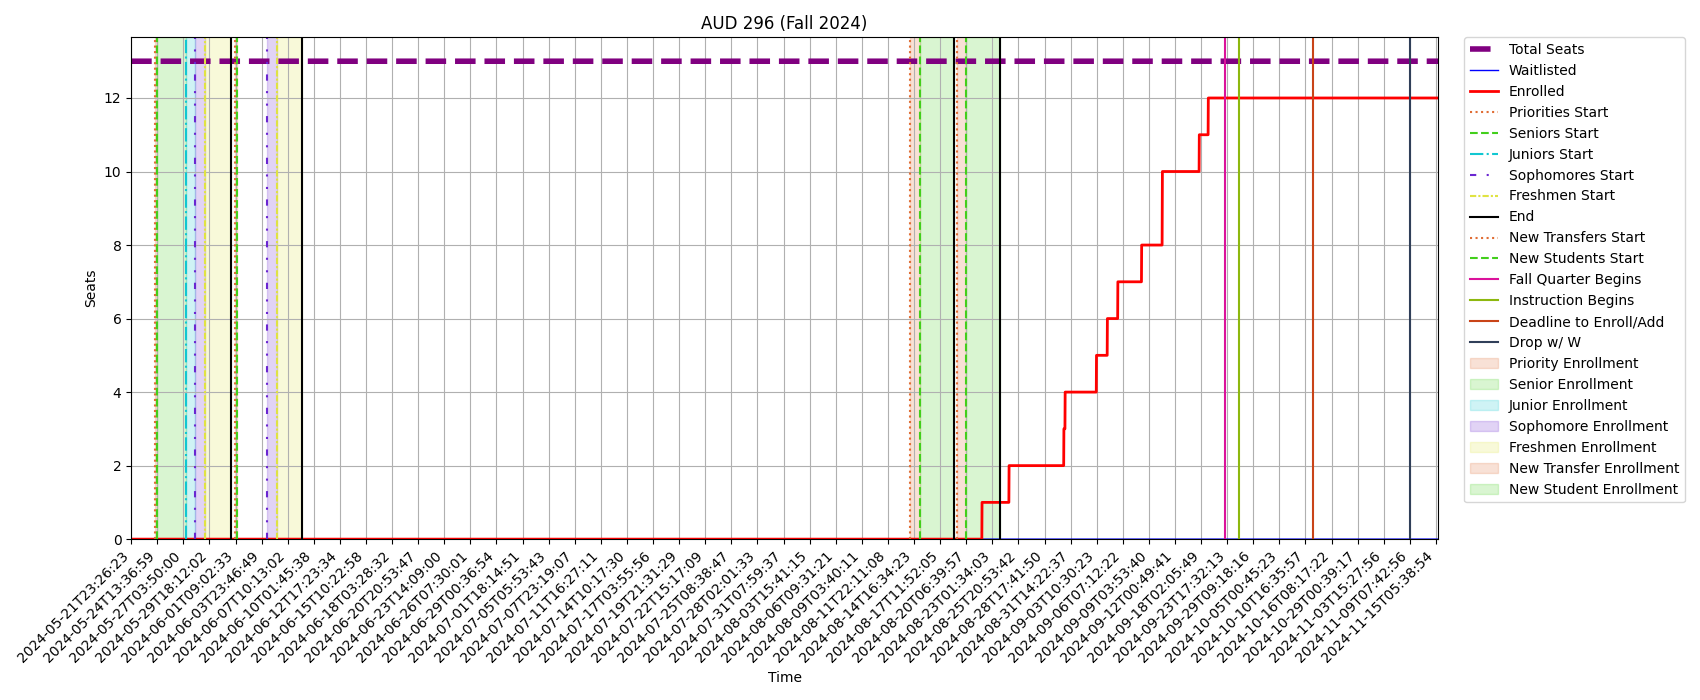 AUD 296 (Fall 2024)
Seats
12
10
8
6
4
2
0
2024-05-21T23:26:23
2024-05-24T13:36:59
2024-05-27T03:50:00
2024-05-29T18:12:02
2024-06-01T09:02:33
2024-06-03T23:46:49
2024-06-07T10:13:02
2024-06-10T01:45:38
2024-06-12T17:23:34
2024-06-15T10:22:58
2024-06-18T03:28:32
2024-06-20T20:53:47
2024-06-23T14:09:00
2024-06-26T07:30:01
2024-06-29T00:36:54
2024-07-01T18:14:51
2024-07-05T05:53:43
2024-07-07T23:19:07
2024-07-11T16:27:11
2024-07-14T10:17:30
2024-07-17T03:55:56
2024-07-19T21:31:29
2024-07-22T15:17:09
2024-07-25T08:38:47
2024-07-28T02:01:33
2024-07-31T07:59:37
2024-08-03T15:41:15
2024-08-06T09:31:21
2024-08-09T03:40:11
2024-08-11T22:11:08
2024-08-14T16:34:23
2024-08-17T11:52:05
2024-08-20T06:39:57
2024-08-23T01:34:03
2024-08-25T20:53:42
2024-08-28T17:41:50
2024-08-31T14:22:37
2024-09-03T10:30:23
2024-09-06T07:12:22
2024-09-09T03:53:40
2024-09-12T00:49:41
2024-09-18T02:05:49
2024-09-23T17:32:13
2024-09-29T09:18:16
2024-10-05T00:45:23
2024-10-10T16:35:57
2024-10-16T08:17:22
2024-10-29T00:39:17
2024-11-03T15:27:56
2024-11-09T07:42:56
2024-11-15T05:38:54
Time
Total Seats
Waitlisted
Enrolled
Priorities Start
Seniors Start
Juniors Start
Sophomores Start
Freshmen Start
End
New Transfers Start
New Students Start
Fall Quarter Begins
Instruction Begins
Deadline to Enroll/Add
Drop w/ W
Priority Enrollment
Senior Enrollment
Junior Enrollment
Sophomore Enrollment
Freshmen Enrollment
New Transfer Enrollment
New Student Enrollment